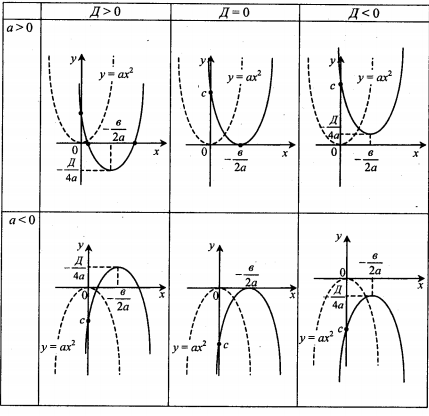 Д > 0
Д = 0
Д < 0
a > 0
y
y = ax²
-в/2a
0
x
-Д/4a
y
y = ax²
c
0
x
-в/2a
y
y = ax²
c
-Д/4a
0
x
-в/2a
a < 0
y
-Д/4a
0
x
-в/2a
c
y = ax²
y
-в/2a
0
x
y = ax²
c
y
-в/2a
0
x
-Д/4a
c
y = ax²